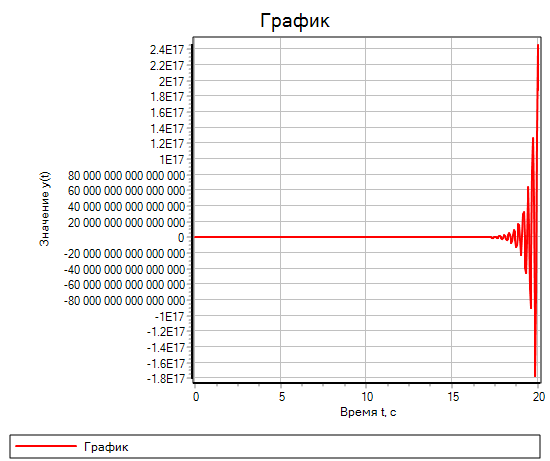 График
2.4E17
2.2E17
2E17
1.8E17
1.6E17
1.4E17
1.2E17
1E17
80 000 000 000 000 000
60 000 000 000 000 000
40 000 000 000 000 000
20 000 000 000 000 000
0
-20 000 000 000 000 000
-40 000 000 000 000 000
-60 000 000 000 000 000
-80 000 000 000 000 000
-1E17
-1.2E17
-1.4E17
-1.6E17
-1.8E17
Значение y(t)
0 5 10 15 20
Время t, c
График